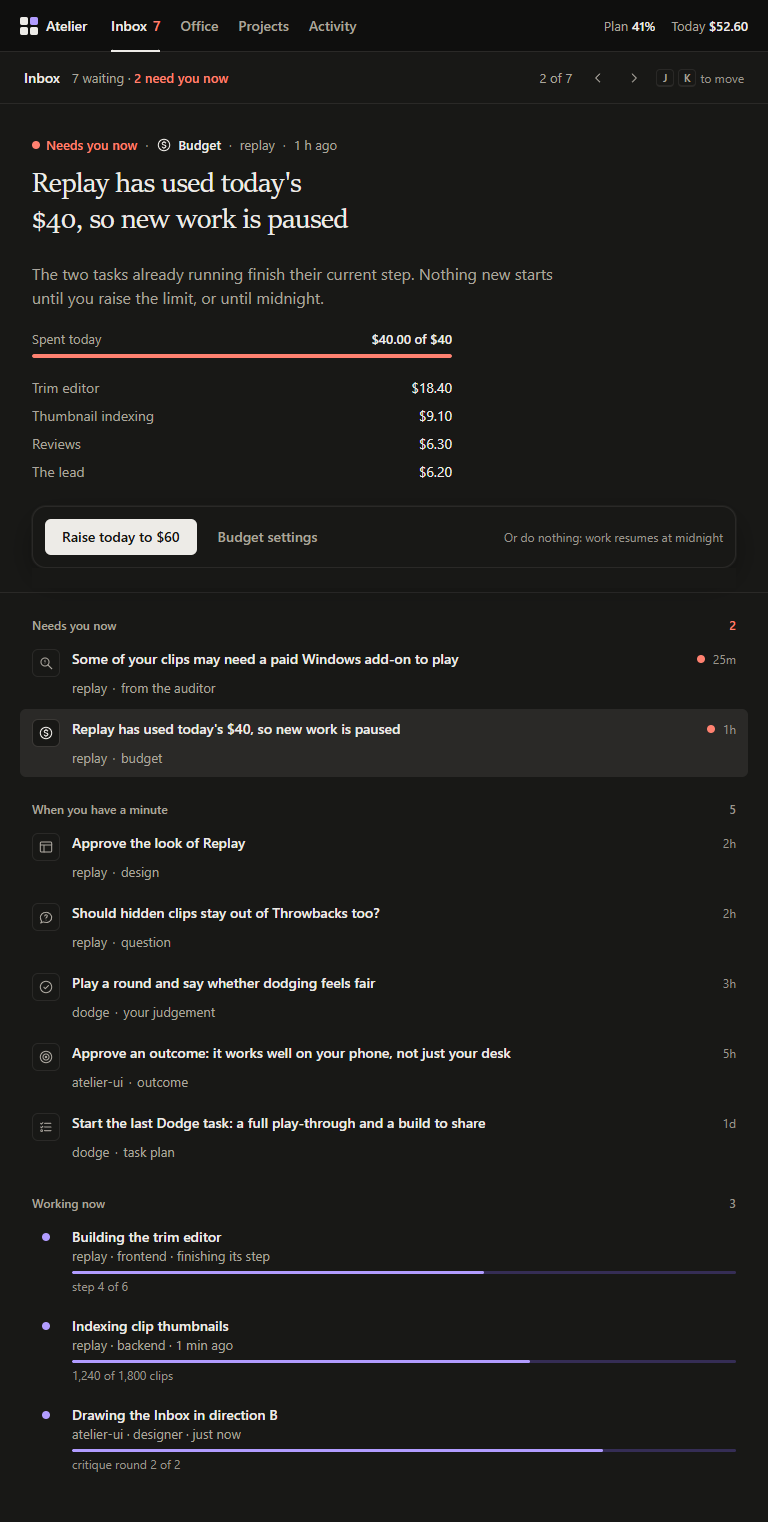 Atelier Inbox 7 Office Projects Activity Plan 41% Today $52.60
Inbox 7 waiting · 2 need you now 2 of 7 J K to move
Needs you now · Budget · replay · 1 h ago
Replay has used today's
$40, so new work is paused
The two tasks already running finish their current step. Nothing new starts
until you raise the limit, or until midnight.
Spent today $40.00 of $40
Trim editor $18.40
Thumbnail indexing $9.10
Reviews $6.30
The lead $6.20
Raise today to $60 Budget settings Or do nothing: work resumes at midnight
Needs you now 2
Some of your clips may need a paid Windows add-on to play 25m
replay · from the auditor
Replay has used today's $40, so new work is paused 1h
replay · budget
When you have a minute 5
Approve the look of Replay 2h
replay · design
Should hidden clips stay out of Throwbacks too? 2h
replay · question
Play a round and say whether dodging feels fair 3h
dodge · your judgement
Approve an outcome: it works well on your phone, not just your desk 5h
atelier-ui · outcome
Start the last Dodge task: a full play-through and a build to share 1d
dodge · task plan
Working now 3
Building the trim editor
replay · frontend · finishing its step
step 4 of 6
Indexing clip thumbnails
replay · backend · 1 min ago
1,240 of 1,800 clips
Drawing the Inbox in direction B
atelier-ui · designer · just now
critique round 2 of 2